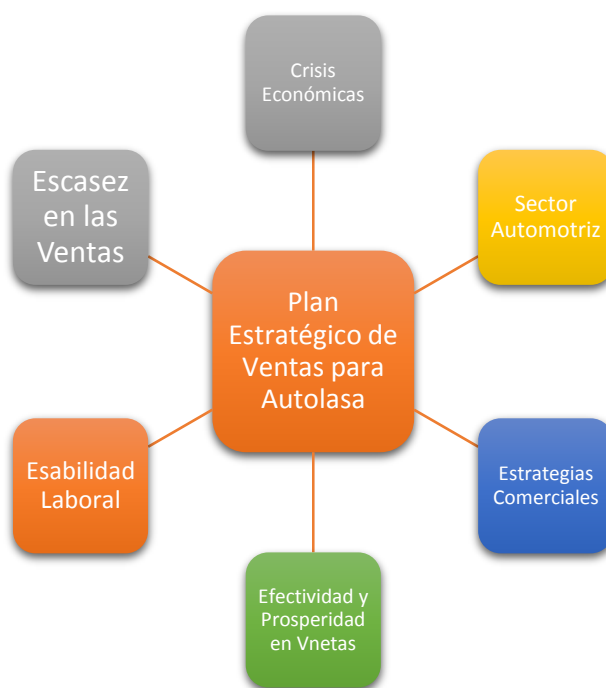 Crisis
Económicas
Escasez
en las
Ventas
Sector
Automotriz
Plan
Estratégico de
Ventas para
Autolasa
Esabilidad
Laboral
Estrategias
Comerciales
Efectividad y
Prosperidad
en Vnetas